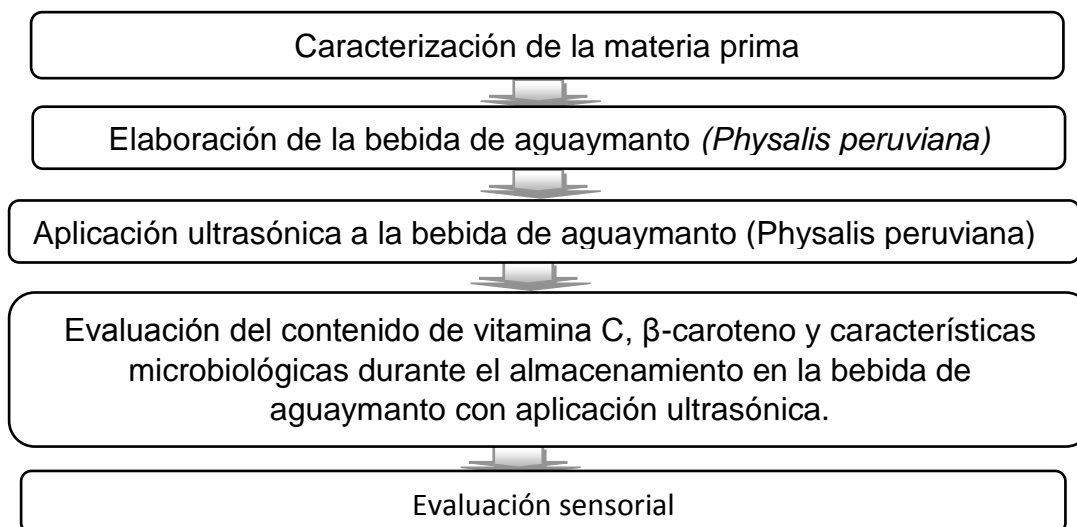 Caracterización de la materia prima
Elaboración de la bebida de aguaymanto (Physalis peruviana)
Aplicación ultrasónica a la bebida de aguaymanto (Physalis peruviana)
Evaluación del contenido de vitamina C, β-caroteno y características
microbiológicas durante el almacenamiento en la bebida de
aguaymanto con aplicación ultrasónica.
Evaluación sensorial